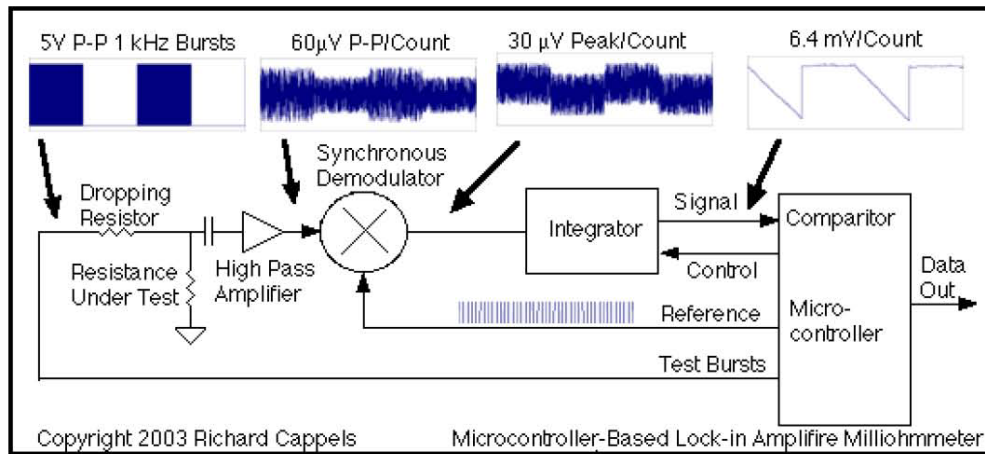 5V P-P 1 kHz Bursts
60µV P-P/Count
30 µV Peak/Count
6.4 mV/Count
Synchronous
Demodulator
Dropping
Resistor
Resistance
Under Test
High Pass
Amplifier
Integrator
Signal
Control
Comparitor
Data
Out
Reference
Micro-
controller
Test Bursts
Copyright 2003 Richard Cappels
Microcontroller-Based Lock-in Amplifire Milliohmmeter